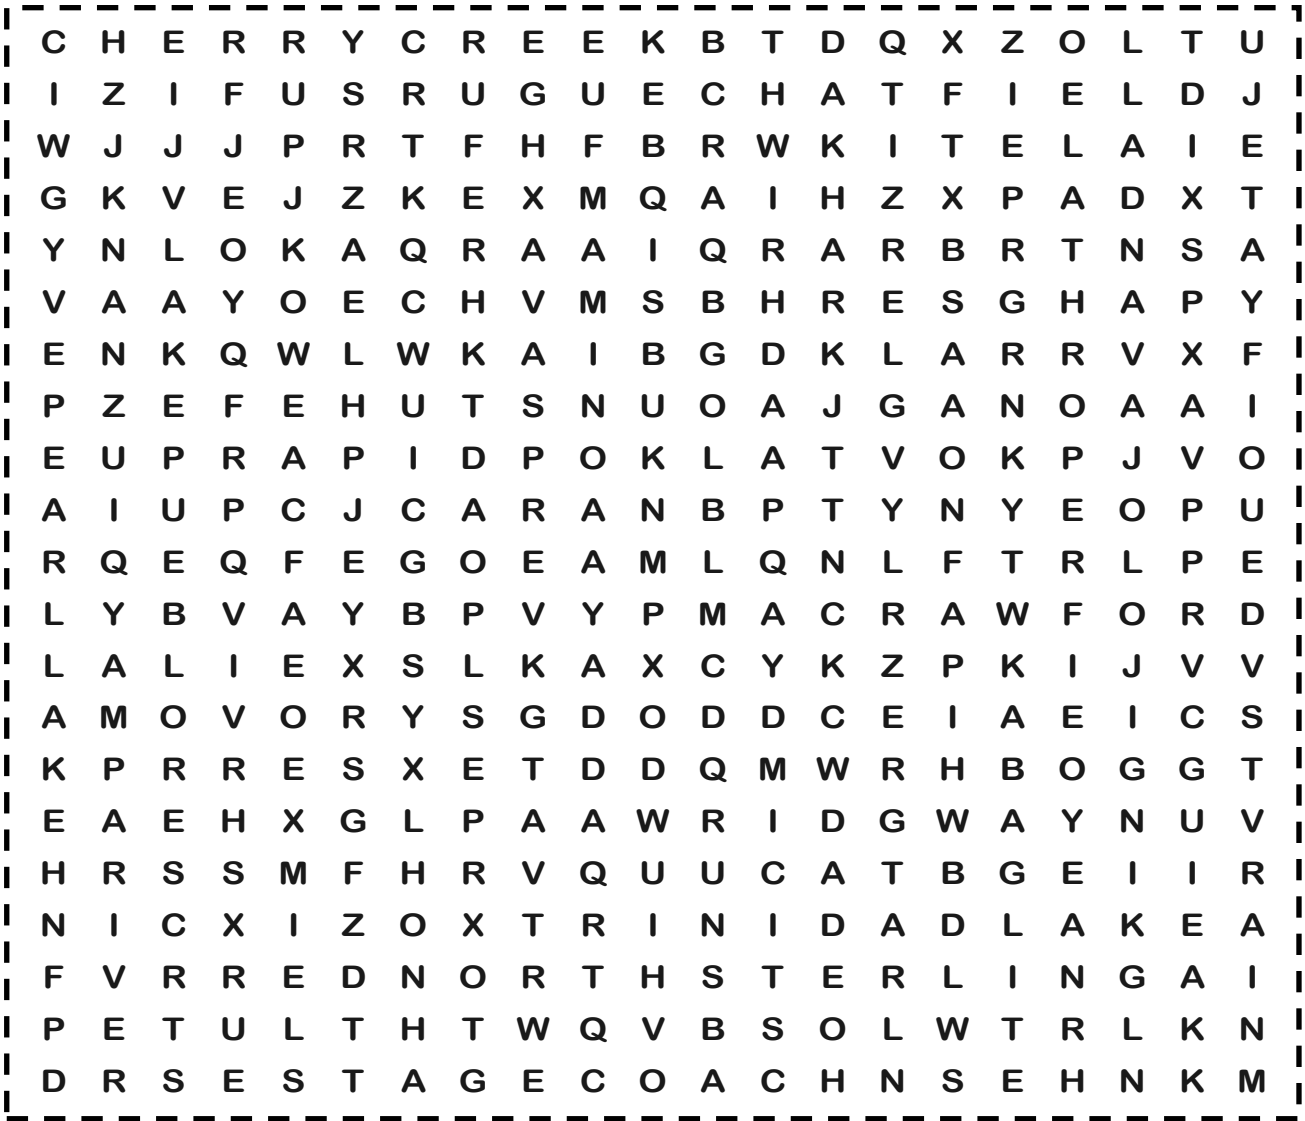 C H E R R Y C R E E K B T D Q X Z O L T U
I Z I F U S R U G U E C H A T F I E L D J
W J J J P R T F H F B R W K I T E L A I E
G K V E J Z K E X M Q A I H Z X P A D X T
Y N L O K A Q R A A I Q R A R B R T N S A
V A A Y O E C H V M S B H R E S G H A P Y
E N K Q W L W K A I B G D K L A R R V X F
P Z E F E H U T S N U O A J G A N O A A I
E U P R A P I D P O K L A T V O K P J V O
A I U P C J C A R A N B P T Y N Y E O P U
R Q E Q F E G O E A M L Q N L F T R L P E
L Y B V A Y B P V Y P M A C R A W F O R D
L A L I E X S L K A X C Y K Z P K I J V V
A M O V O R Y S G D O D D C E I A E I C S
K P R R E S X E T D D Q M W R H B O G G T
E A E H X G L P A A W R I D G W A Y N U V
H R S S M F H R V Q U U C A T B G E I I R
N I C X I Z O X T R I N I D A D L A K E A
F V R R E D N O R T H S T E R L I N G A I
P E T U L T H T W Q V B S O L W T R L K N
D R S E S T A G E C O A C H N S E H N K M